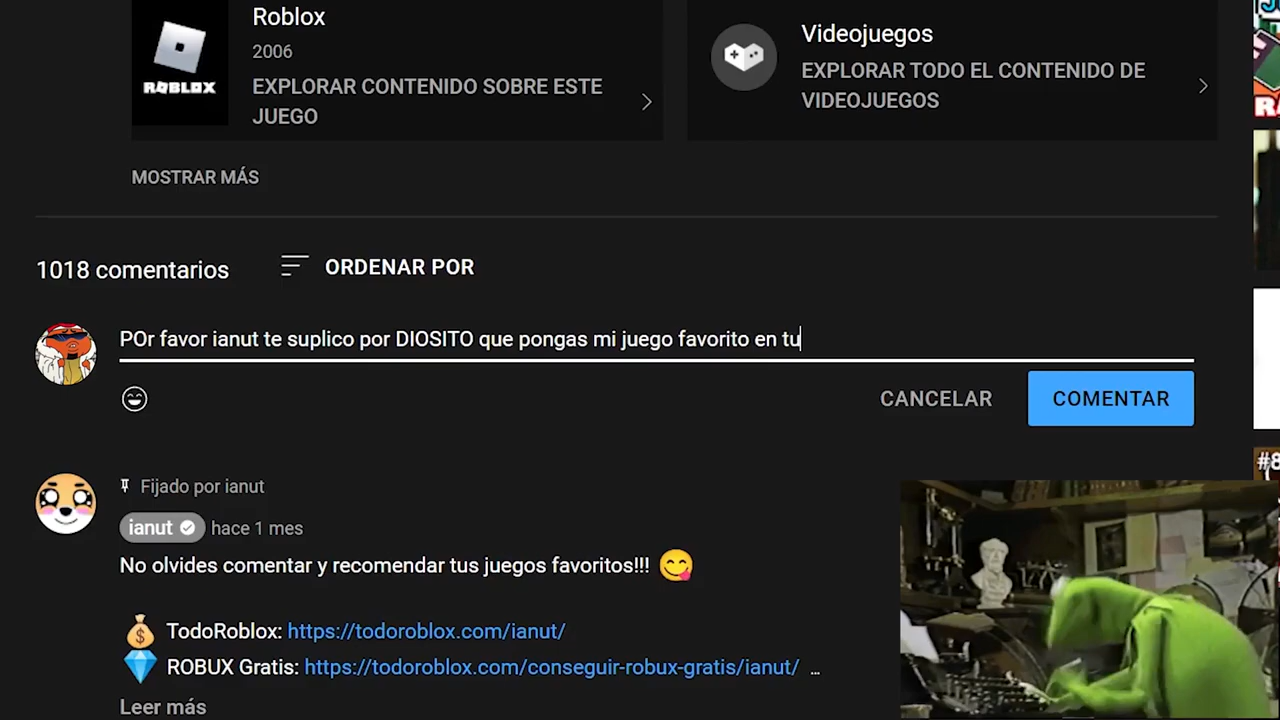 Roblox
2006
EXPLORAR CONTENIDO SOBRE ESTE
JUEGO
ROBLOX
Videojuegos
EXPLORAR TODO EL CONTENIDO DE
VIDEOJUEGOS
MOSTRAR MÁS
1018 comentarios
ORDENAR POR
POr favor ianut te suplico por DIOSITO que pongas mi juego favorito en tu
CANCELAR
COMENTAR
Fijado por ianut
ianut hace 1 mes
No olvides comentar y recomendar tus juegos favoritos!!! 😋
💰 TodoRoblox: https://todoroblox.com/ianut/
💎 ROBUX Gratis: https://todoroblox.com/conseguir-robux-gratis/ianut/ ...
Leer más
#8